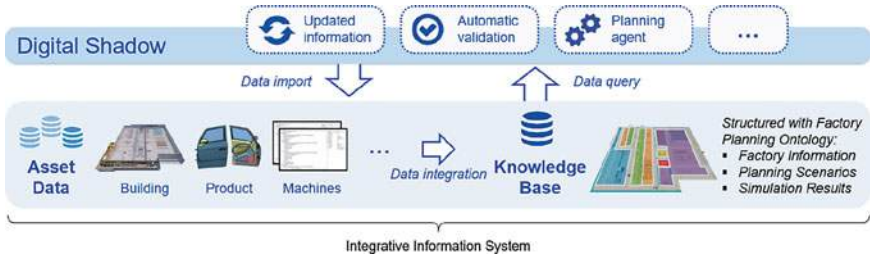 Digital Shadow
Updated
information
Automatic
validation
Planning
agent
...
Data import
Data query
Asset
Data
Building
Product
Machines
...
Data integration
Knowledge
Base
Structured with Factory
Planning Ontology:
▪ Factory Information
▪ Planning Scenarios
▪ Simulation Results
Integrative Information System